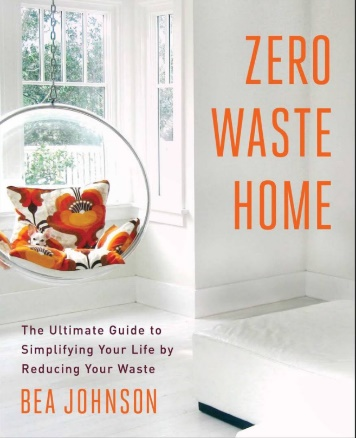 ZERO
WASTE
HOME
The Ultimate Guide to
Simplifying Your Life by
Reducing Your Waste
BEA JOHNSON